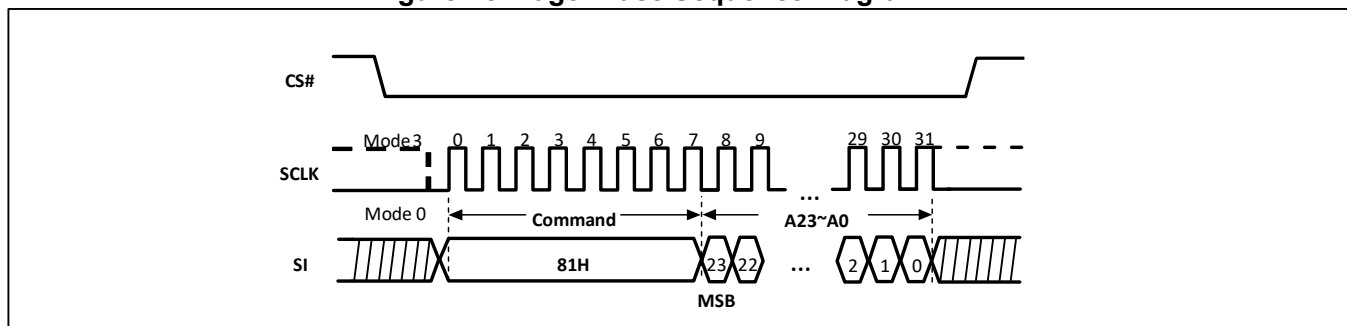 CS#
Mode 3 0 1 2 3 4 5 6 7 8 9 29 30 31
SCLK
...
Mode 0 Command A23~A0
SI 81H 23 22 ... 2 1 0
MSB